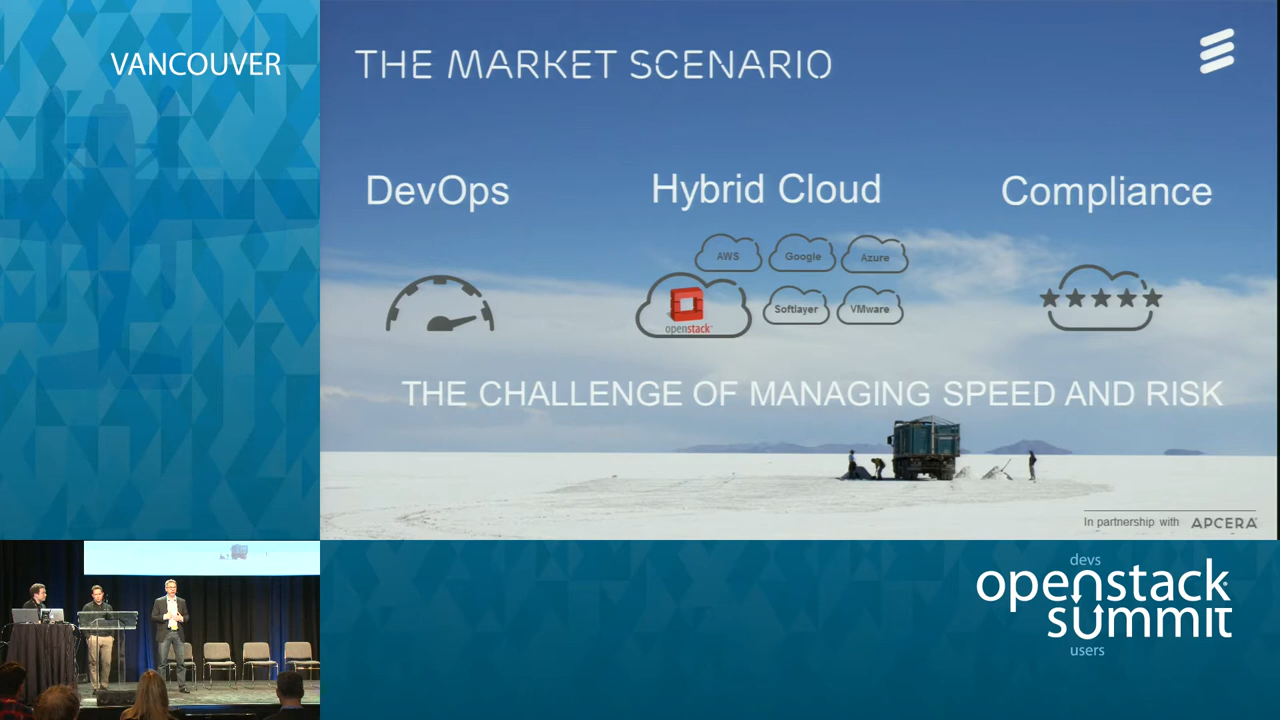 VANCOUVER
THE MARKET SCENARIO
DevOps
Hybrid Cloud
Compliance
AWS
Google
Azure
openstack
Softlayer
VMware
THE CHALLENGE OF MANAGING SPEED AND RISK
In partnership with APCERA
devs
openstack
summit
users